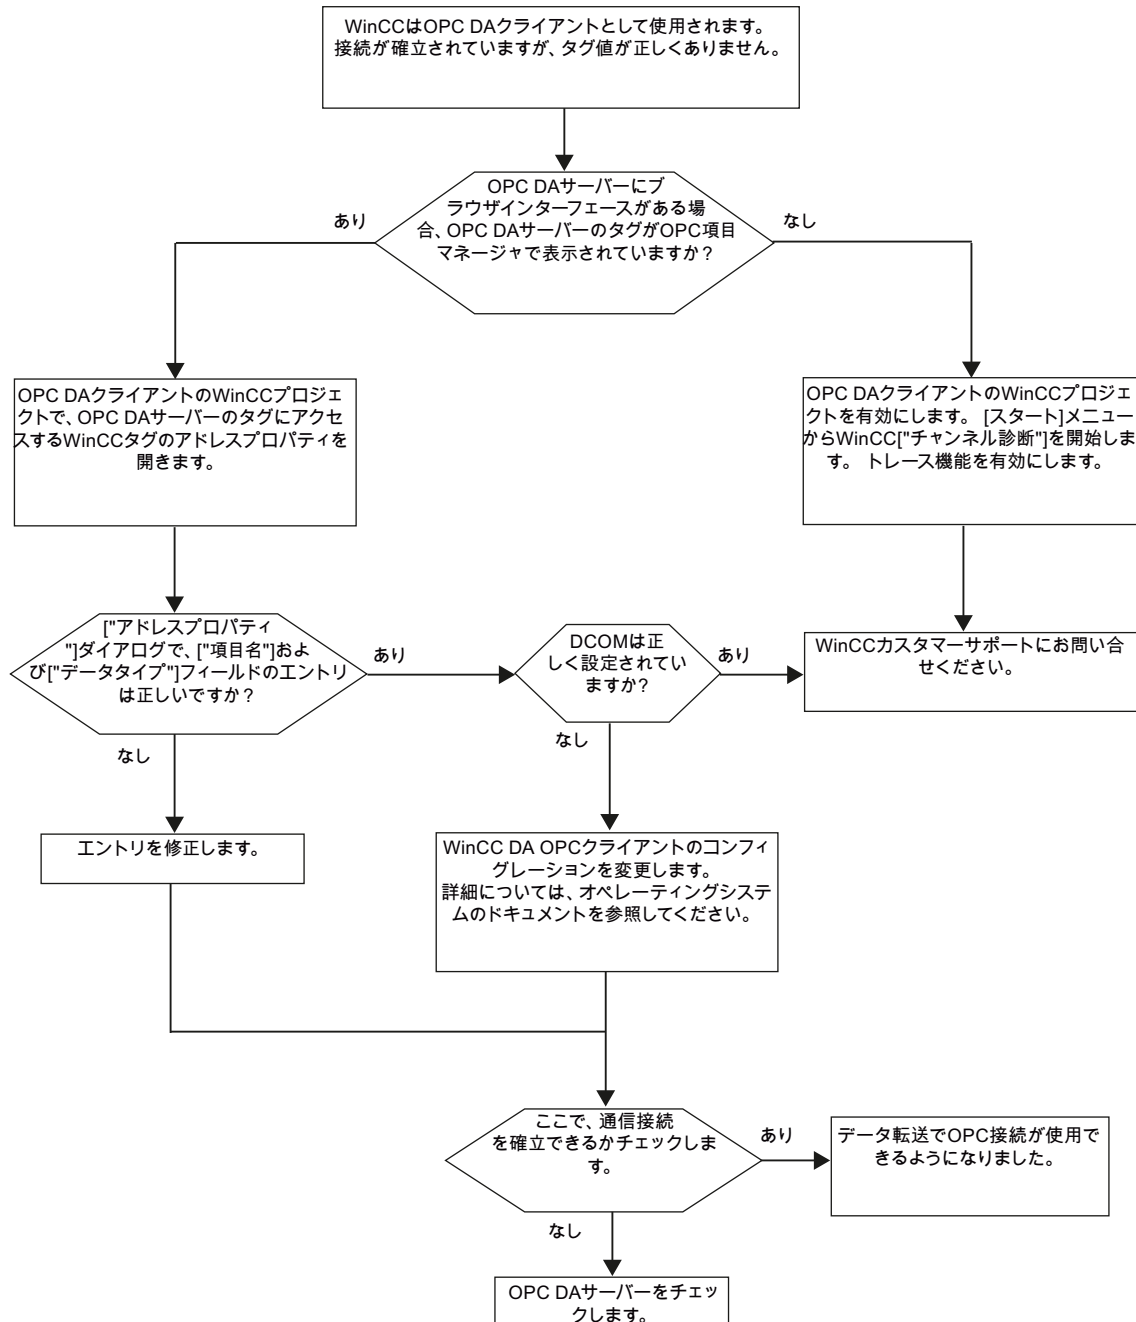 WinCCはOPC DAクライアントとして使用されます。
接続が確立されていますが、タグ値が正しくありません。
OPC DAサーバーにブ
ラウザインターフェースがある場
合、OPC DAサーバーのタグがOPC項目
マネージャで表示されていますか?
あり
なし
OPC DAクライアントのWinCCプロジェ
クトで、OPC DAサーバーのタグにアクセ
スするWinCCタグのアドレスプロパティを
開きます。
OPC DAクライアントのWinCCプロジェ
クトを有効にします。 [スタート]メニュー
からWinCC["チャンネル診断"]を開始しま
す。 トレース機能を有効にします。
["アドレスプロパティ
"]ダイアログで、["項目名"]およ
び["データタイプ"]フィールドのエントリ
は正しいですか?
あり
なし
DCOMは正
しく設定されてい
ますか?
あり
なし
WinCCカスタマーサポートにお問い合
せください。
エントリを修正します。
WinCC DA OPCクライアントのコンフィ
グレーションを変更します。
詳細については、オペレーティングシステ
ムのドキュメントを参照してください。
ここで、通信接続
を確立できるかチェックしま
す。
あり
なし
データ転送でOPC接続が使用で
きるようになりました。
OPC DAサーバーをチェッ
クします。